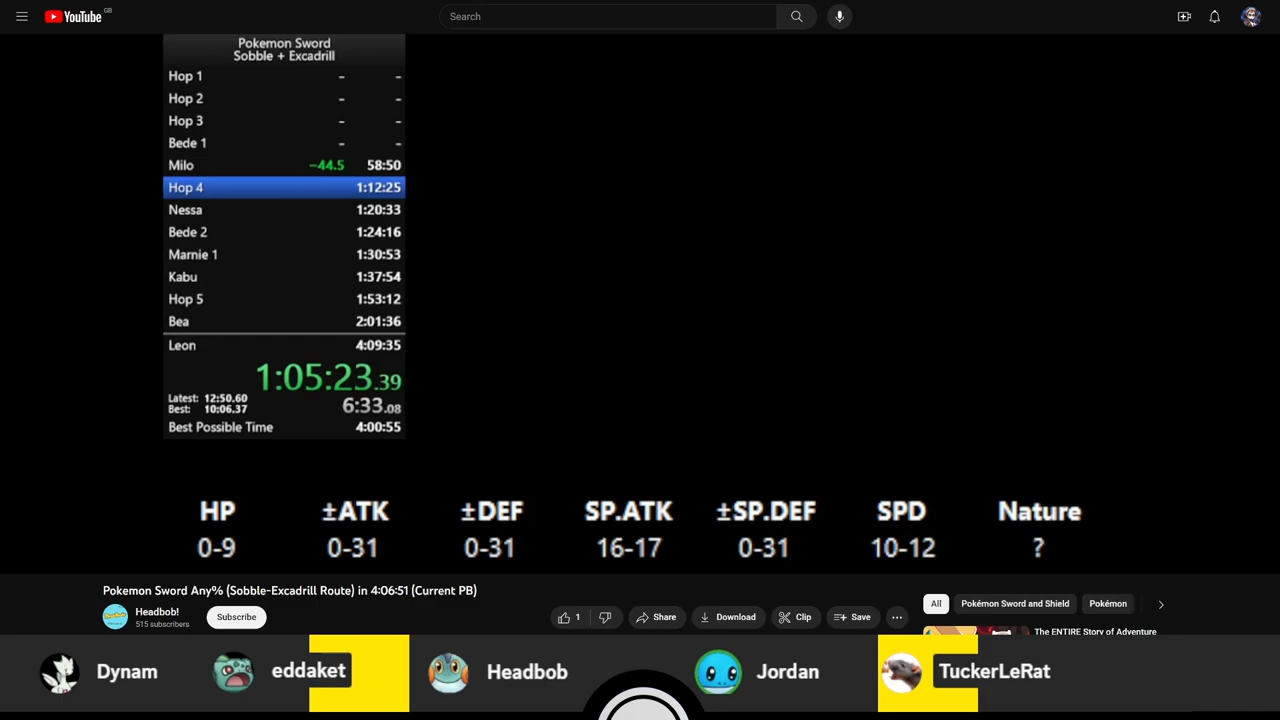 YouTube GB
Search
Pokemon Sword
Sobble + Excadrill
Hop 1 - -
Hop 2 - -
Hop 3 - -
Bede 1 - -
Milo -44.5 58:50
Hop 4 1:12:25
Nessa 1:20:33
Bede 2 1:24:16
Marnie 1 1:30:53
Kabu 1:37:54
Hop 5 1:53:12
Bea 2:01:36
Leon 4:09:35
1:05:23.39
Latest: 12:50.60
Best: 10:06.37
6:33.08
Best Possible Time 4:00:55
HP ±ATK ±DEF SP.ATK ±SP.DEF SPD Nature
0-9 0-31 0-31 16-17 0-31 10-12 ?
Pokemon Sword Any% (Sobble-Excadrill Route) in 4:06:51 (Current PB)
Headbob!
515 subscribers
Subscribe
1
Share
Download
Clip
Save
All
Pokémon Sword and Shield
Pokémon
The ENTIRE Story of Adventure
Dynam
eddaket
Headbob
Jordan
TuckerLeRat